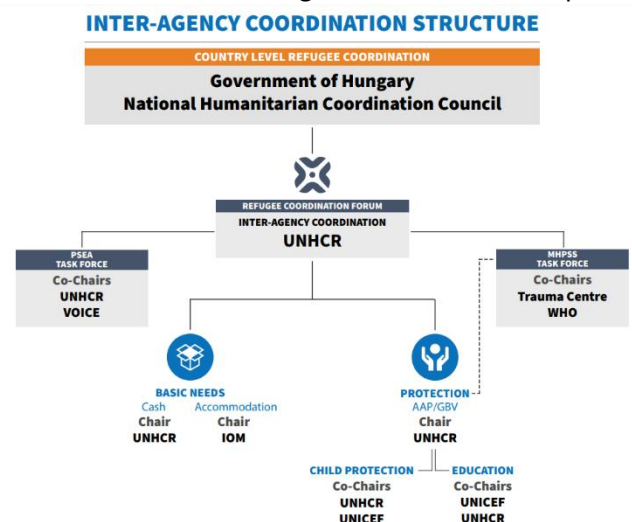 INTER-AGENCY COORDINATION STRUCTURE
COUNTRY LEVEL REFUGEE COORDINATION
Government of Hungary
National Humanitarian Coordination Council
REFUGEE COORDINATION FORUM
INTER-AGENCY COORDINATION
UNHCR
PSEA
TASK FORCE
Co-Chairs
UNHCR
VOICE
MHPSS
TASK FORCE
Co-Chairs
Trauma Centre
WHO
BASIC NEEDS
Cash
Chair
UNHCR
Accommodation
Chair
IOM
PROTECTION
AAP/GBV
Chair
UNHCR
CHILD PROTECTION
Co-Chairs
UNHCR
UNICEF
EDUCATION
Co-Chairs
UNICEF
UNHCR